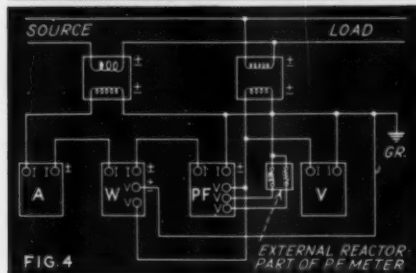 SOURCE LOAD
± ±
± ±
GR.
I I I I ± I I ± I I
A W V ± PF V V
V V
V
FIG.4
EXTERNAL REACTOR
PART OF P.F. METER